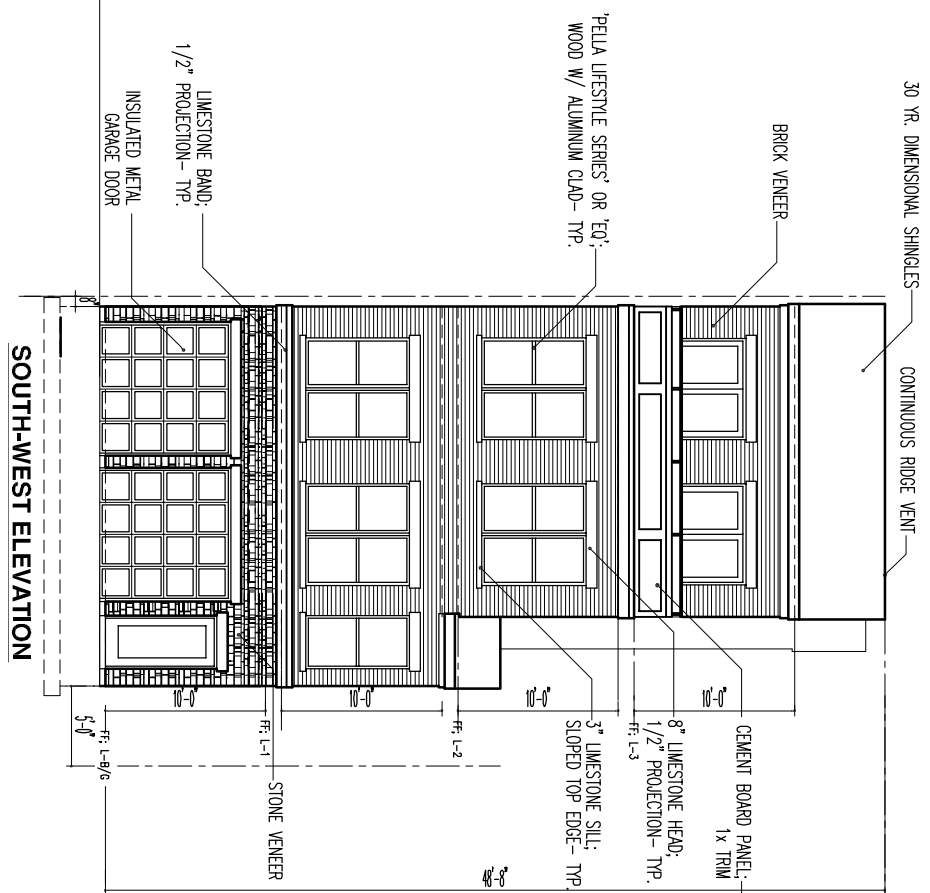 30 YR. DIMENSIONAL SHINGLES
CONTINUOUS RIDGE VENT
BRICK VENEER
'PELLA LIFESTYLE SERIES' OR 'EQ';
WOOD W/ ALUMINUM CLAD- TYP.
LIMESTONE BAND;
1/2" PROJECTION- TYP.
INSULATED METAL
GARAGE DOOR
8"
CEMENT BOARD PANEL;
1x TRIM
8" LIMESTONE HEAD;
1/2" PROJECTION- TYP.
3" LIMESTONE SILL;
SLOPED TOP EDGE- TYP.
STONE VENEER
10'-0"
FF; L-3
10'-0"
FF; L-2
10'-0"
FF; L-1
10'-0"
FF; L-B/G
5'-0"
48'-8"
SOUTH-WEST ELEVATION